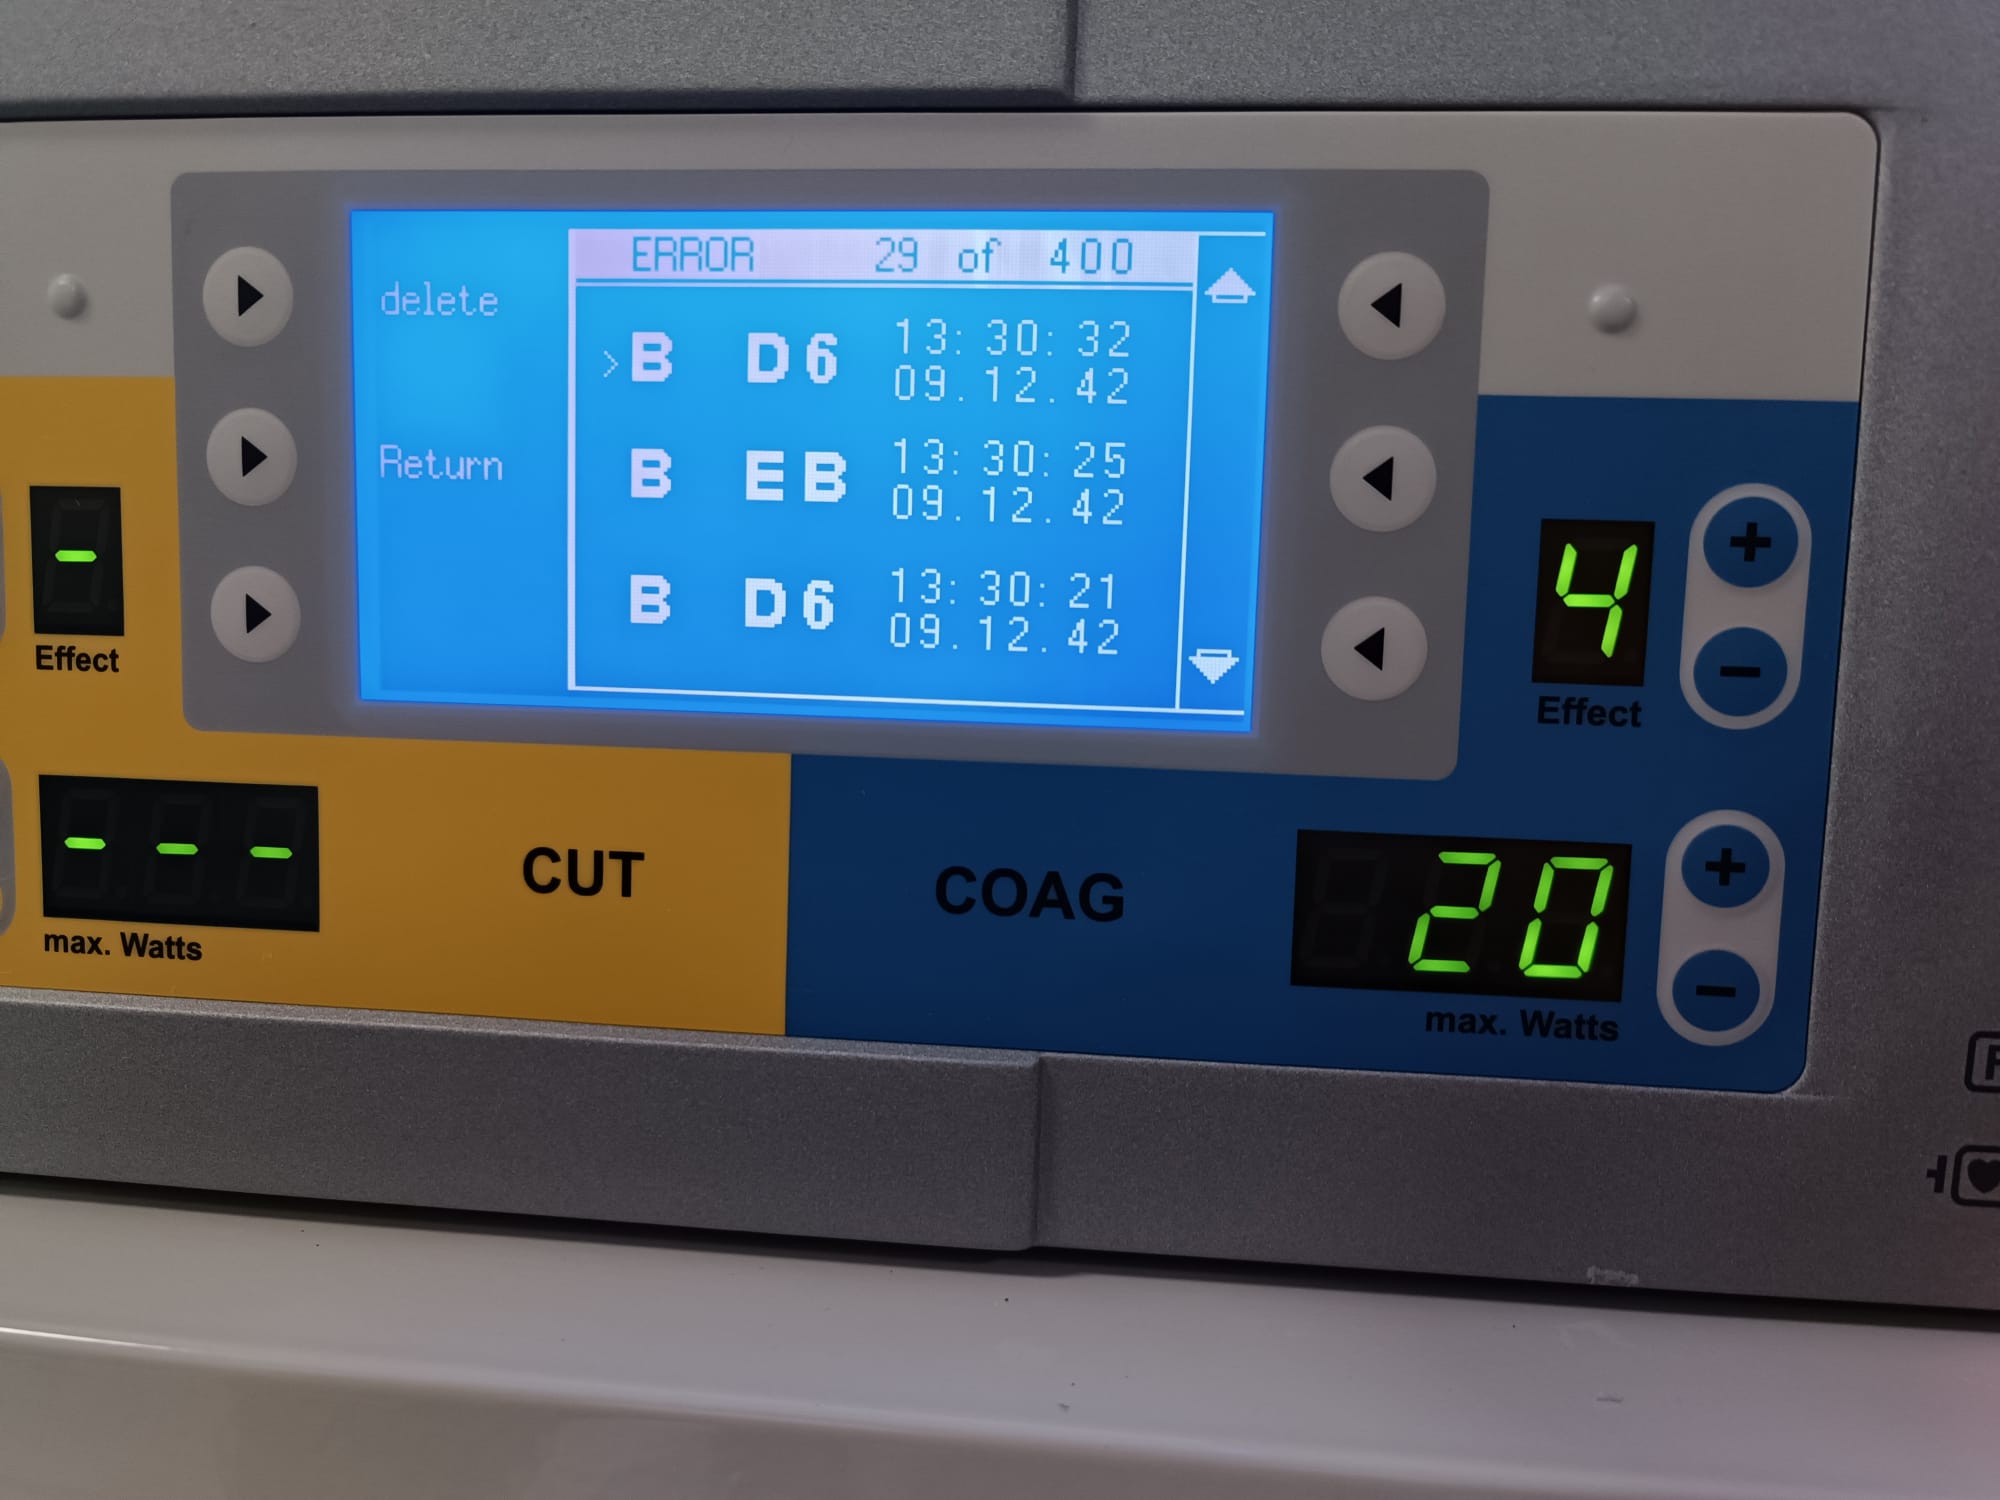 ERROR 29 of 400
delete
>B D6 13:30:32
09.12.42
Return
B EB 13:30:25
09.12.42
B D6 13:30:21
09.12.42
-
Effect
4
+
-
Effect
- - -
max. Watts
CUT
COAG
20
+
-
max. Watts